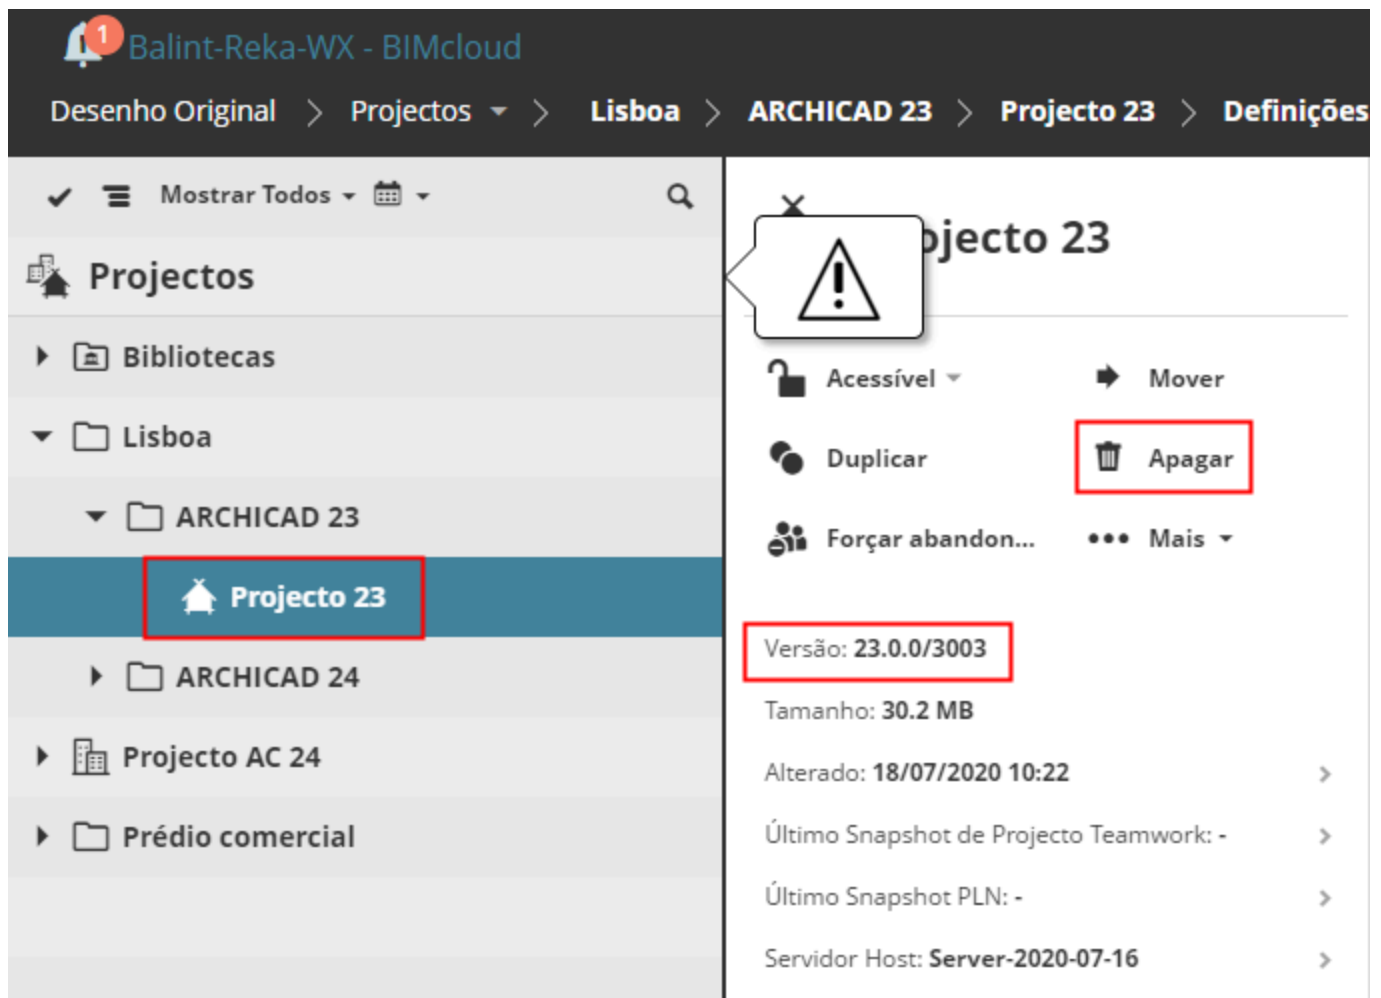 1
Balint-Reka-WX - BIMcloud
Desenho Original > Projectos > Lisboa > ARCHICAD 23 > Projecto 23 > Definições
Mostrar Todos
Projectos
Bibliotecas
Lisboa
ARCHICAD 23
Projecto 23
ARCHICAD 24
Projecto AC 24
Prédio comercial
ojecto 23
Acessível
Mover
Duplicar
Apagar
Forçar abandon...
Mais
Versão: 23.0.0/3003
Tamanho: 30.2 MB
Alterado: 18/07/2020 10:22
Último Snapshot de Projecto Teamwork: -
Último Snapshot PLN: -
Servidor Host: Server-2020-07-16